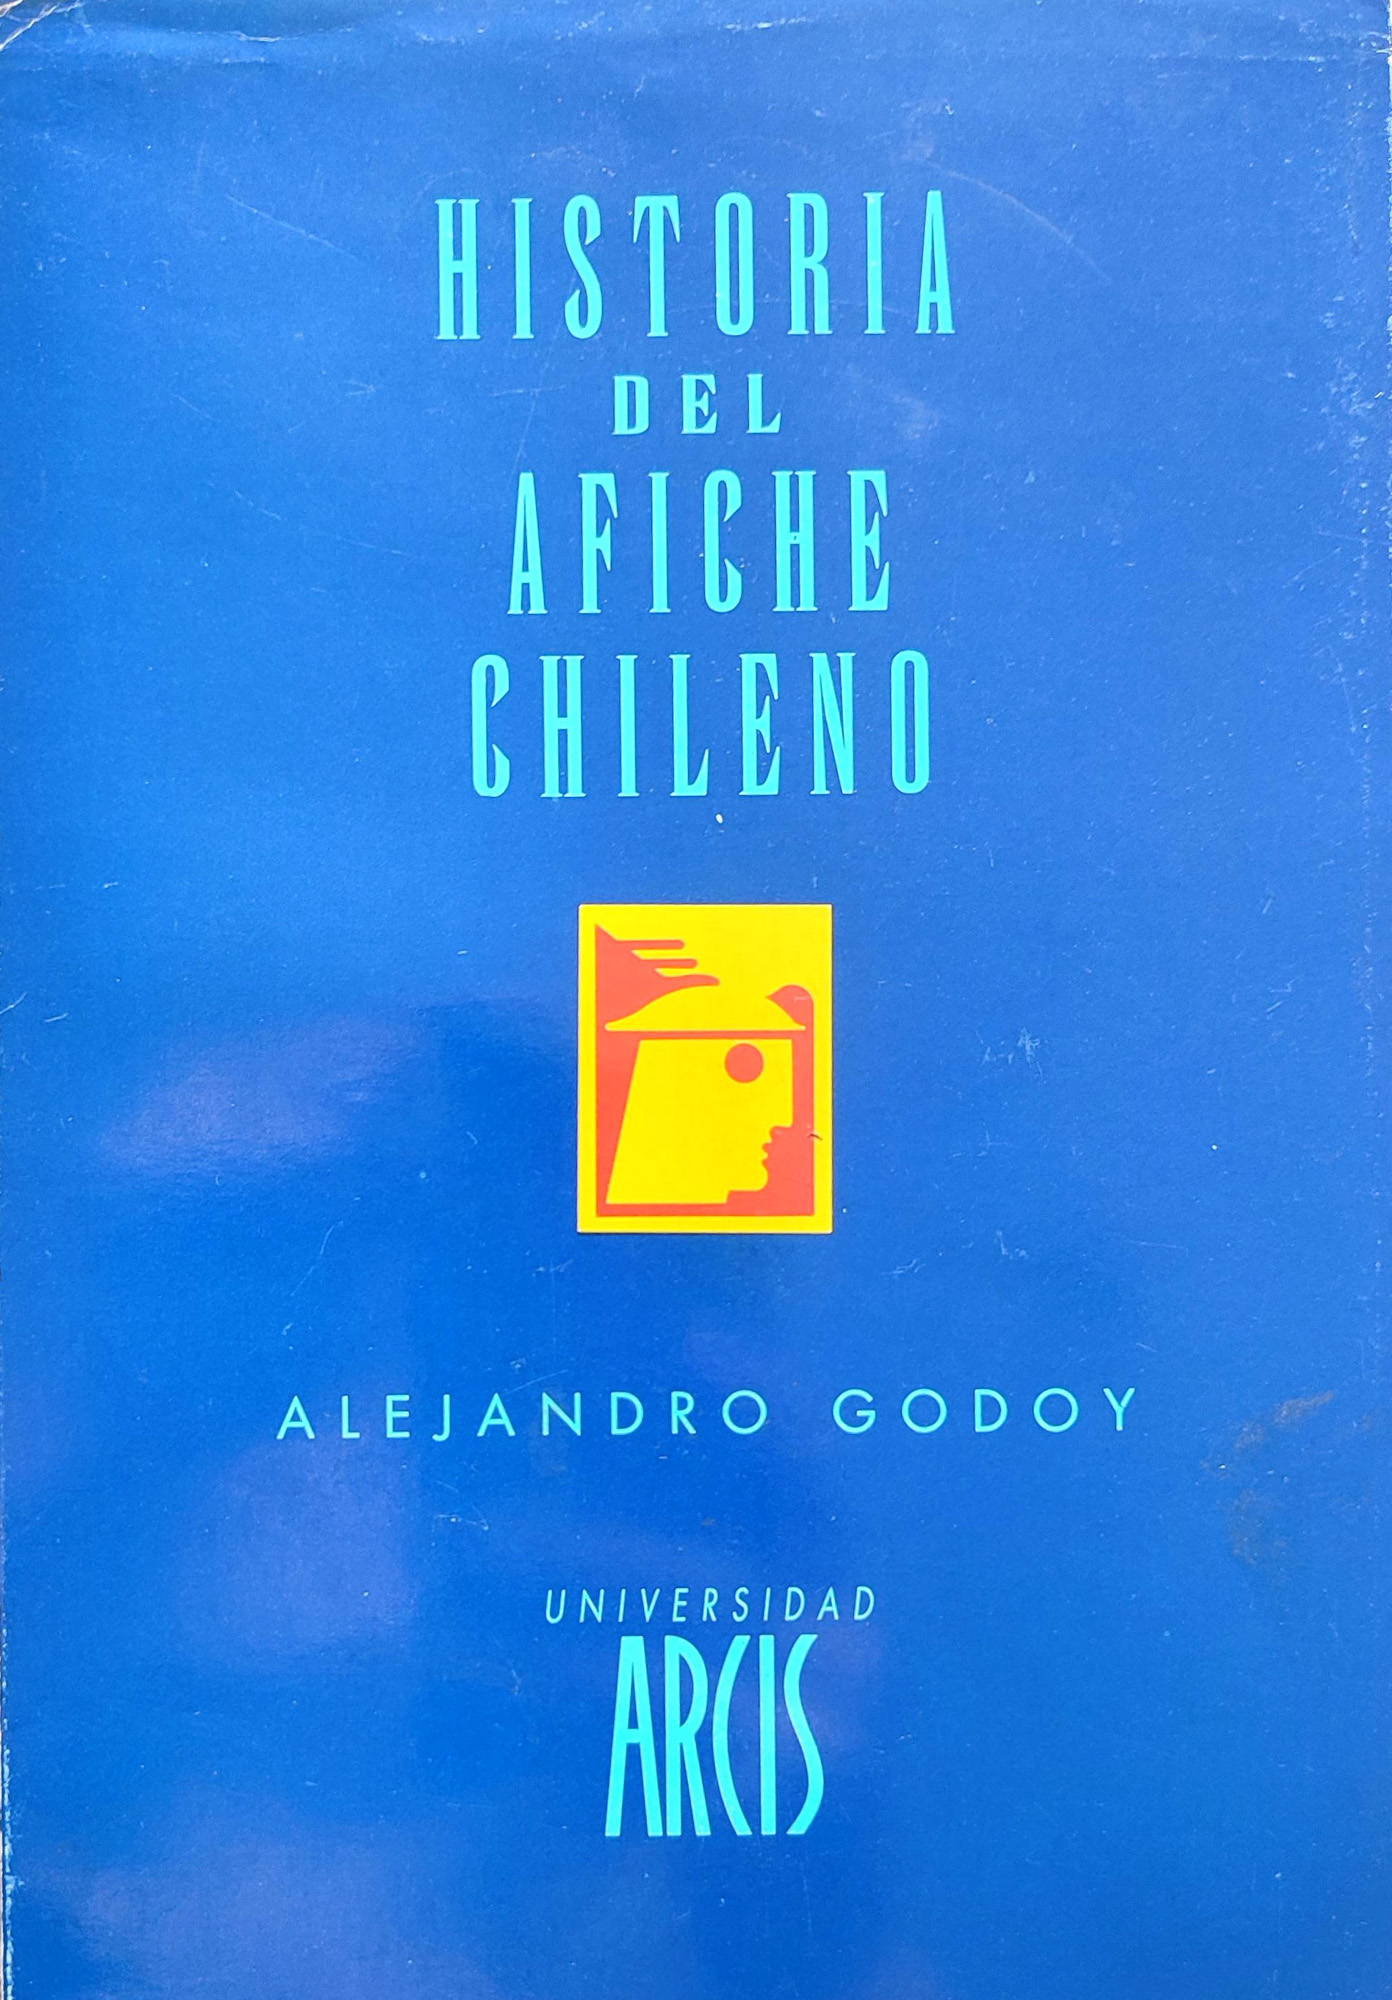 HISTORIA
DEL
AFICHE
CHILENO
ALEJANDRO GODOY
UNIVERSIDAD
ARCIS